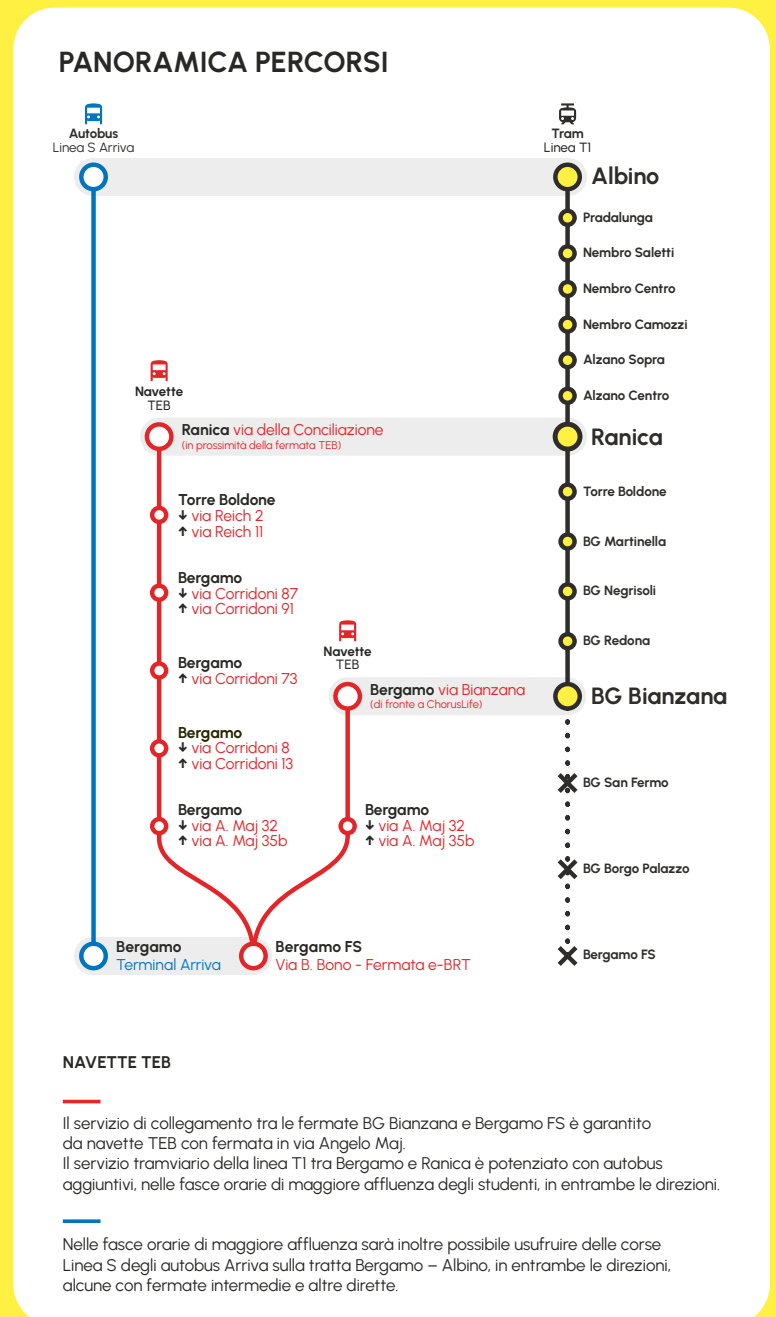 PANORAMICA PERCORSI
Autobus
Linea S Arriva
Tram
Linea T1
Albino
Pradalunga
Nembro Saletti
Nembro Centro
Nembro Camozzi
Alzano Sopra
Alzano Centro
Navette
TEB
Ranica via della Conciliazione
(in prossimità della fermata TEB)
Ranica
Torre Boldone
↓ via Reich 2
↑ via Reich 11
Torre Boldone
BG Martinella
Bergamo
↓ via Corridoni 87
↑ via Corridoni 91
BG Negrisoli
BG Redona
Bergamo
↑ via Corridoni 73
Navette
TEB
Bergamo via Bianzana
(di fronte a ChorusLife)
BG Bianzana
Bergamo
↓ via Corridoni 8
↑ via Corridoni 13
BG San Fermo
Bergamo
↓ via A. Maj 32
↑ via A. Maj 35b
Bergamo
↓ via A. Maj 32
↑ via A. Maj 35b
BG Borgo Palazzo
Bergamo
Terminal Arriva
Bergamo FS
Via B. Bono - Fermata e-BRT
Bergamo FS
NAVETTE TEB
Il servizio di collegamento tra le fermate BG Bianzana e Bergamo FS è garantito
da navette TEB con fermata in via Angelo Maj.
Il servizio tramviario della linea T1 tra Bergamo e Ranica è potenziato con autobus
aggiuntivi, nelle fasce orarie di maggiore affluenza degli studenti, in entrambe le direzioni.
Nelle fasce orarie di maggiore affluenza sarà inoltre possibile usufruire delle corse
Linea S degli autobus Arriva sulla tratta Bergamo – Albino, in entrambe le direzioni,
alcune con fermate intermedie e altre dirette.